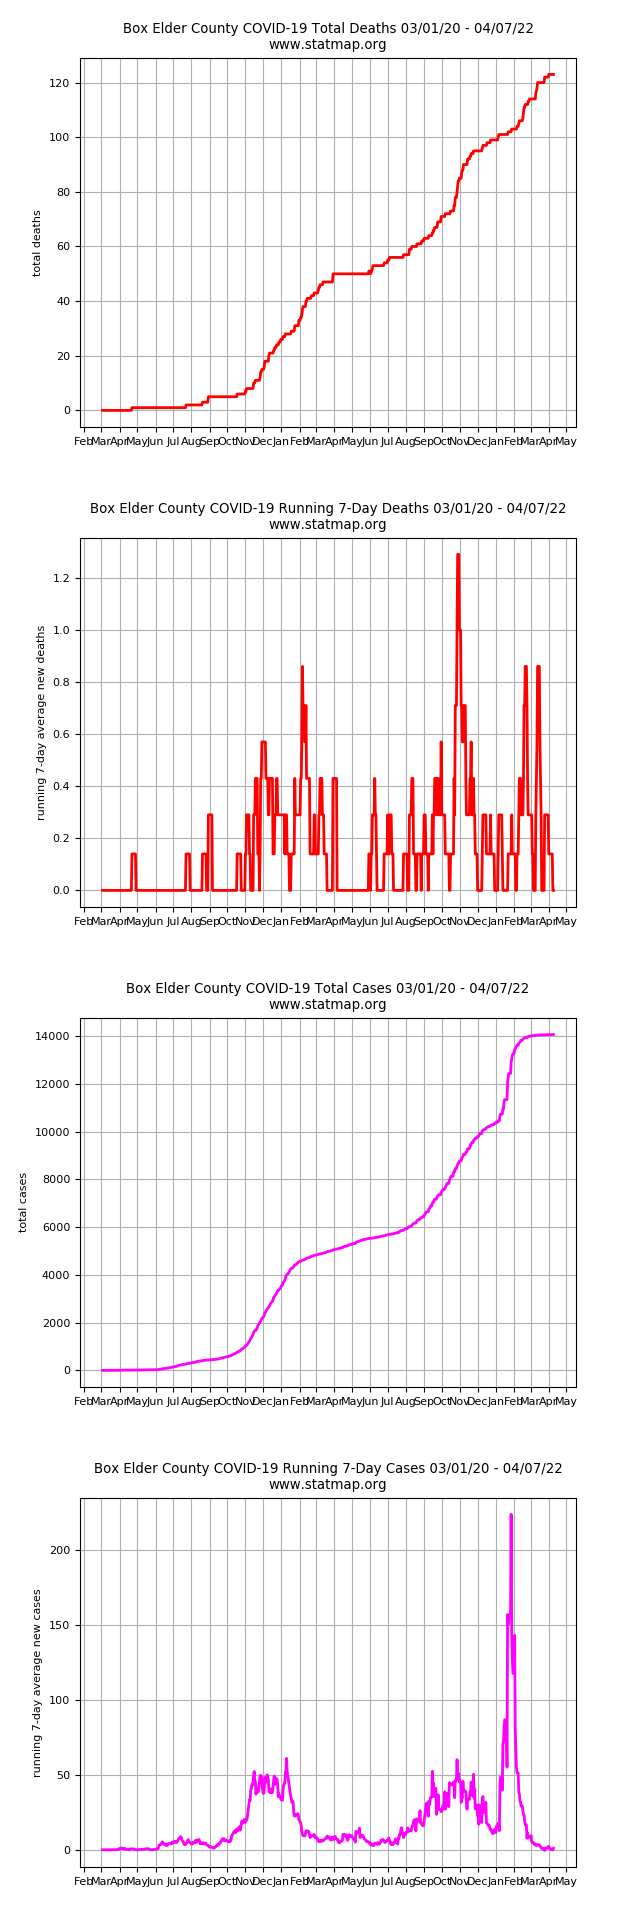 Box Elder County COVID-19 Total Deaths 03/01/20 - 04/07/22
www.statmap.org
120
100
80
60
40
20
0
total deaths
Feb Mar Apr May Jun Jul Aug Sep Oct Nov Dec Jan Feb Mar Apr May Jun Jul Aug Sep Oct Nov Dec Jan Feb Mar Apr May
Box Elder County COVID-19 Running 7-Day Deaths 03/01/20 - 04/07/22
www.statmap.org
1.2
1.0
0.8
0.6
0.4
0.2
0.0
running 7-day average new deaths
Feb Mar Apr May Jun Jul Aug Sep Oct Nov Dec Jan Feb Mar Apr May Jun Jul Aug Sep Oct Nov Dec Jan Feb Mar Apr May
Box Elder County COVID-19 Total Cases 03/01/20 - 04/07/22
www.statmap.org
14000
12000
10000
8000
6000
4000
2000
0
total cases
Feb Mar Apr May Jun Jul Aug Sep Oct Nov Dec Jan Feb Mar Apr May Jun Jul Aug Sep Oct Nov Dec Jan Feb Mar Apr May
Box Elder County COVID-19 Running 7-Day Cases 03/01/20 - 04/07/22
www.statmap.org
200
150
100
50
0
running 7-day average new cases
Feb Mar Apr May Jun Jul Aug Sep Oct Nov Dec Jan Feb Mar Apr May Jun Jul Aug Sep Oct Nov Dec Jan Feb Mar Apr May